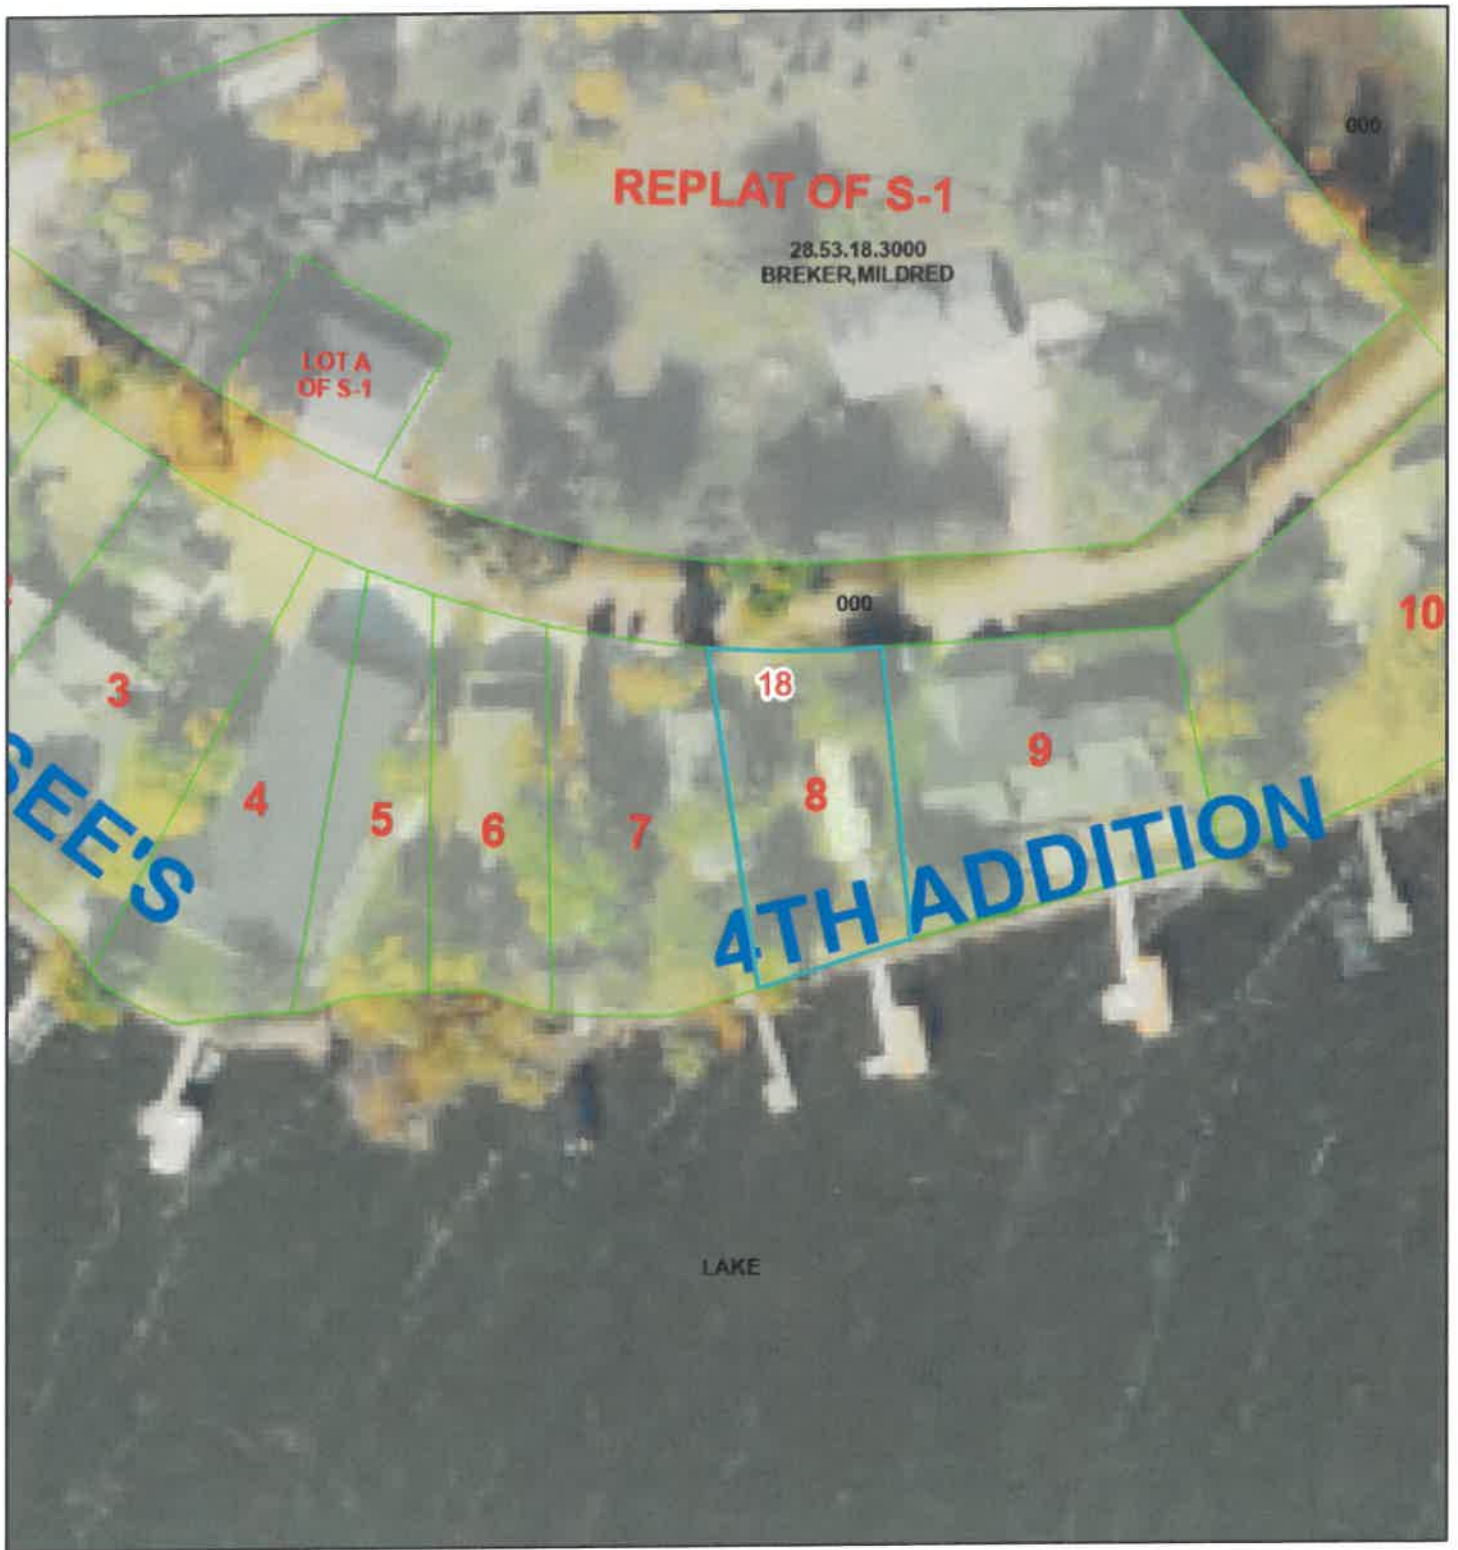 000
REPLAT OF S-1
28.53.18.3000
BREKER,MILDRED
LOT A
OF S-1
000
10
18
3
9
8
4
5
6
7
SEE'S
4TH ADDITION
LAKE